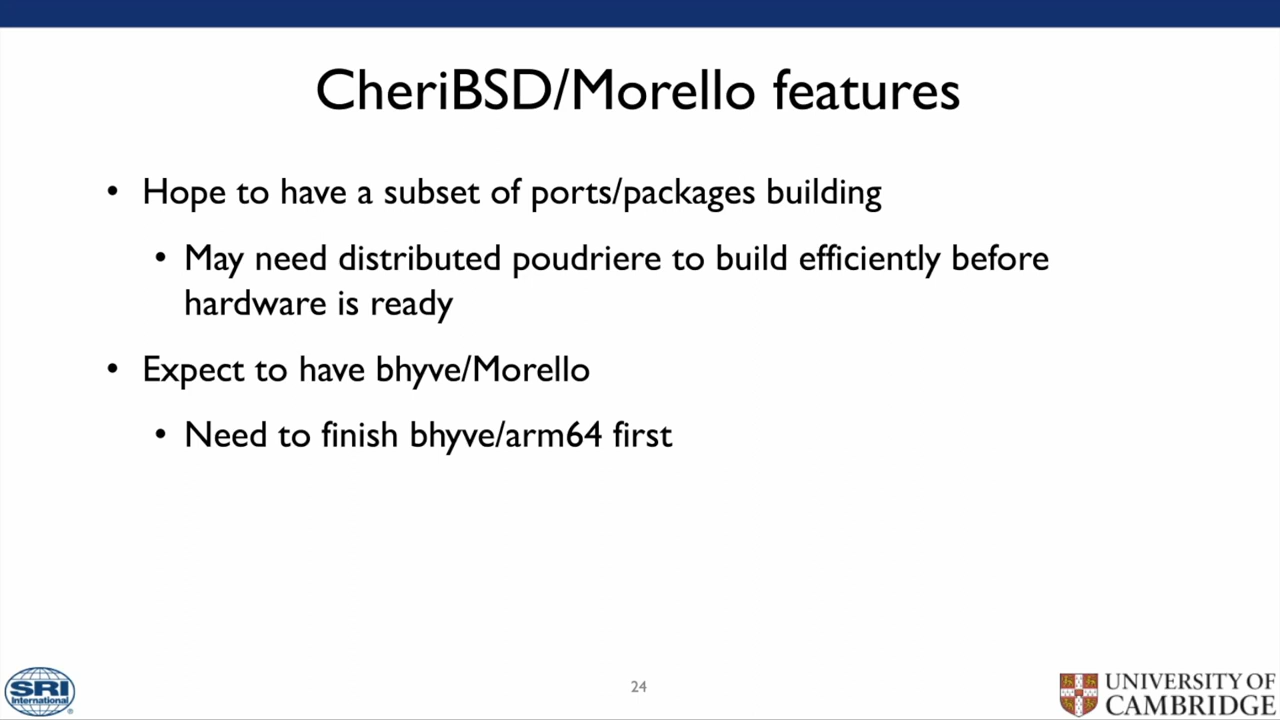 CheriBSD/Morello features
• Hope to have a subset of ports/packages building
• May need distributed poudriere to build efficiently before
hardware is ready
• Expect to have bhyve/Morello
• Need to finish bhyve/arm64 first
SRI
International®
24
UNIVERSITY OF
CAMBRIDGE